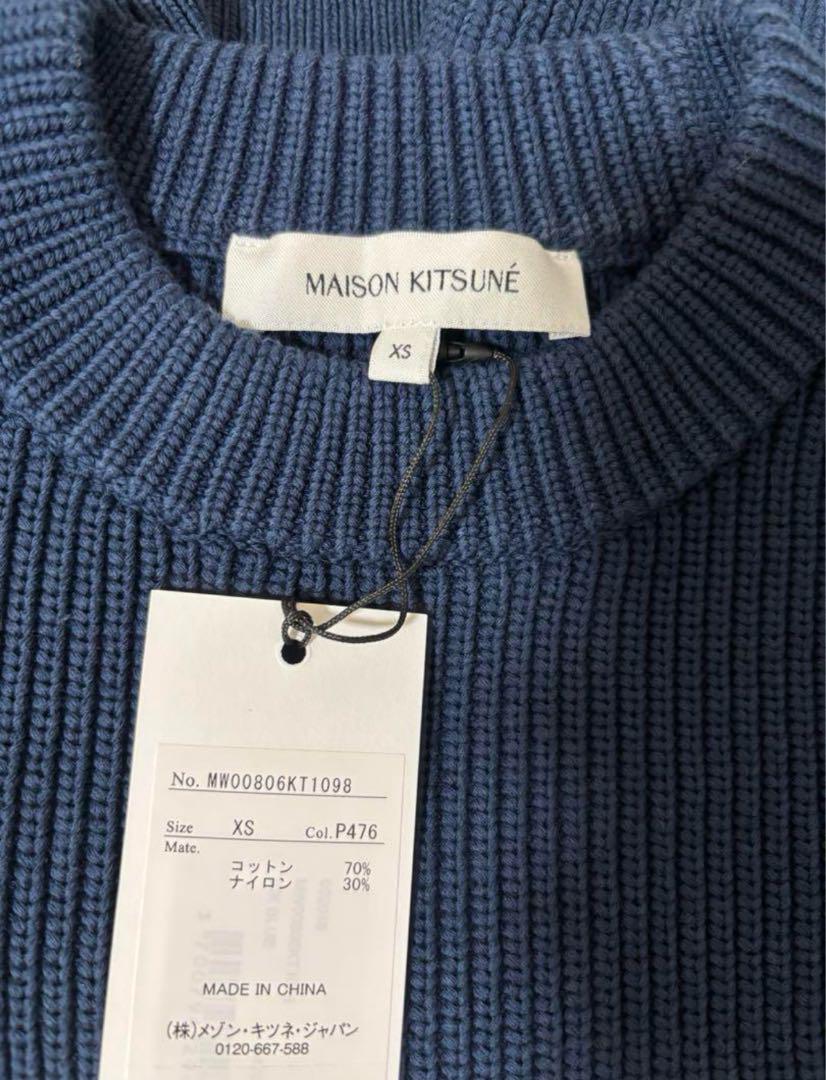 MAISON KITSUNÉ
XS
No. MW00806KT1098
Size XS Col. P476
Mate.
コットン 70%
ナイロン 30%
MADE IN CHINA
(株)メゾン・キツネ・ジャパン
0120-667-588